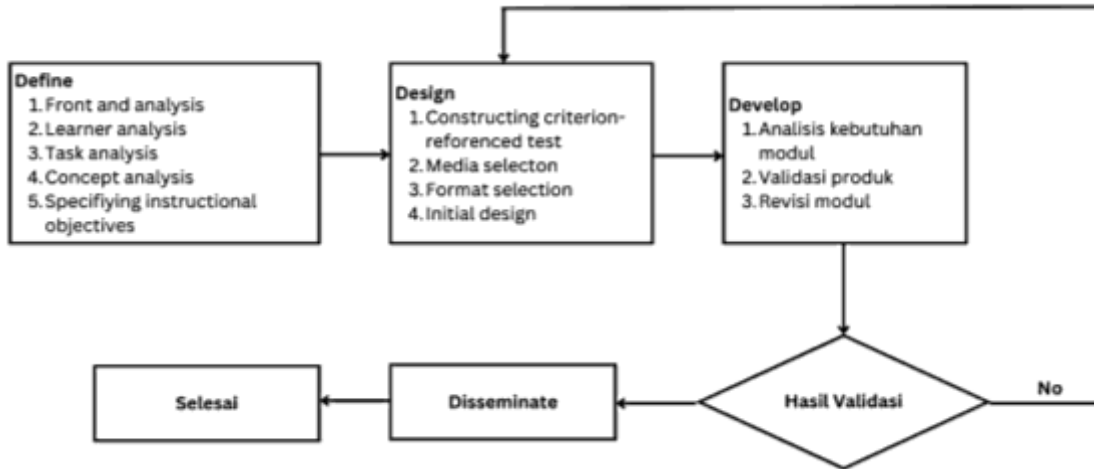 Define
1. Front and analysis
2. Learner analysis
3. Task analysis
4. Concept analysis
5. Specifiying instructional
objectives
Design
1. Constructing criterion-
reforenced test
2. Media selecton
3. Format selection
4. Initial design
Develop
1. Analisis kebutuhan
modul
2. Validasi produk
3. Revisi modul
Selesai
Disseminate
Hasil Validasi
No